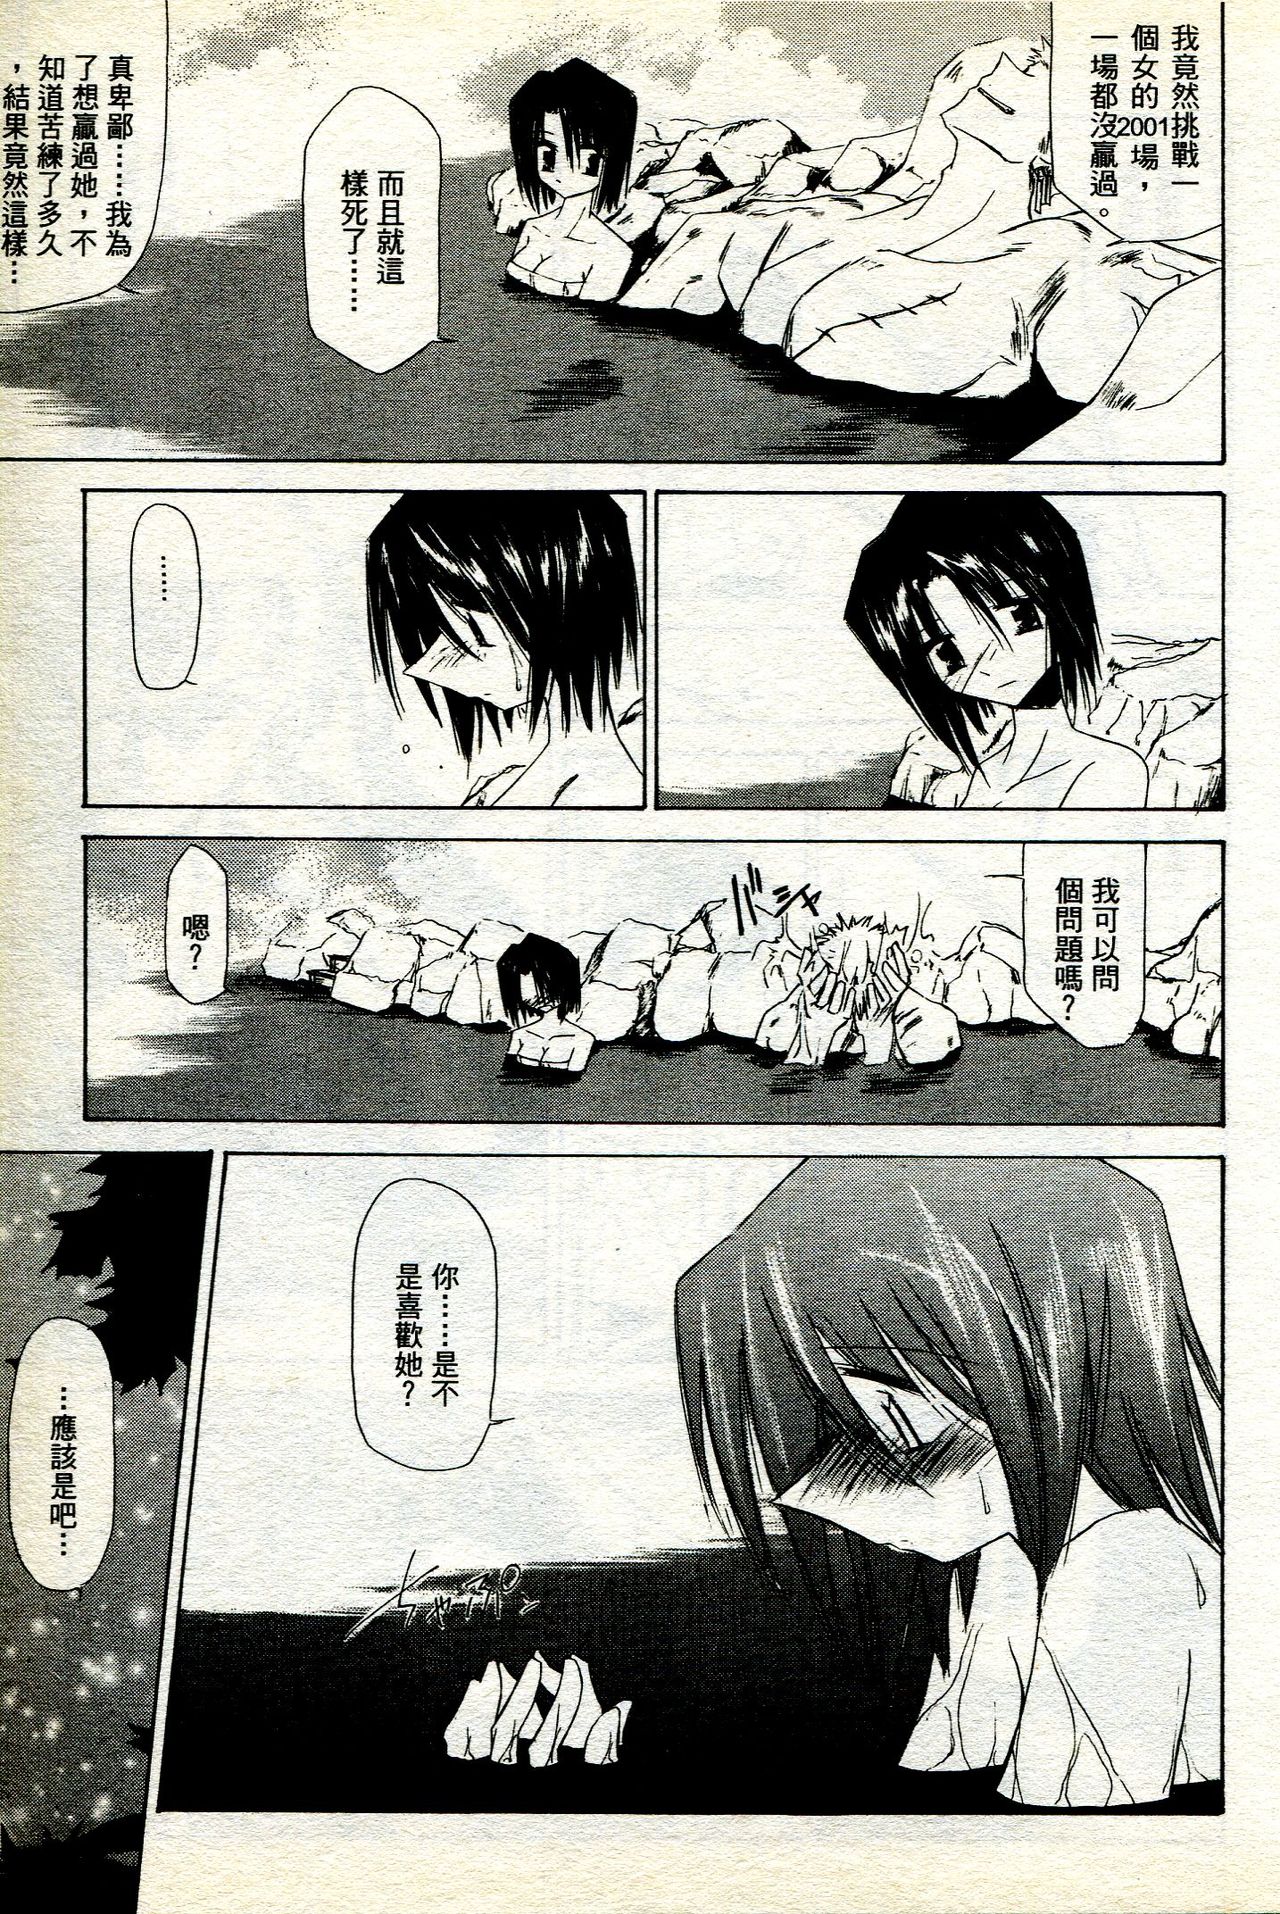 我竟然挑戰一
個女的2001場，
一場都沒贏過。
而且就這
樣死了……
真卑鄙……我為
了想贏過她，不
知道苦練了多久
，結果竟然這樣…
……
我可以問
個問題嗎？
バシャ
嗯？
你……是不
是喜歡她？
ちゃぷ
…應該是吧…